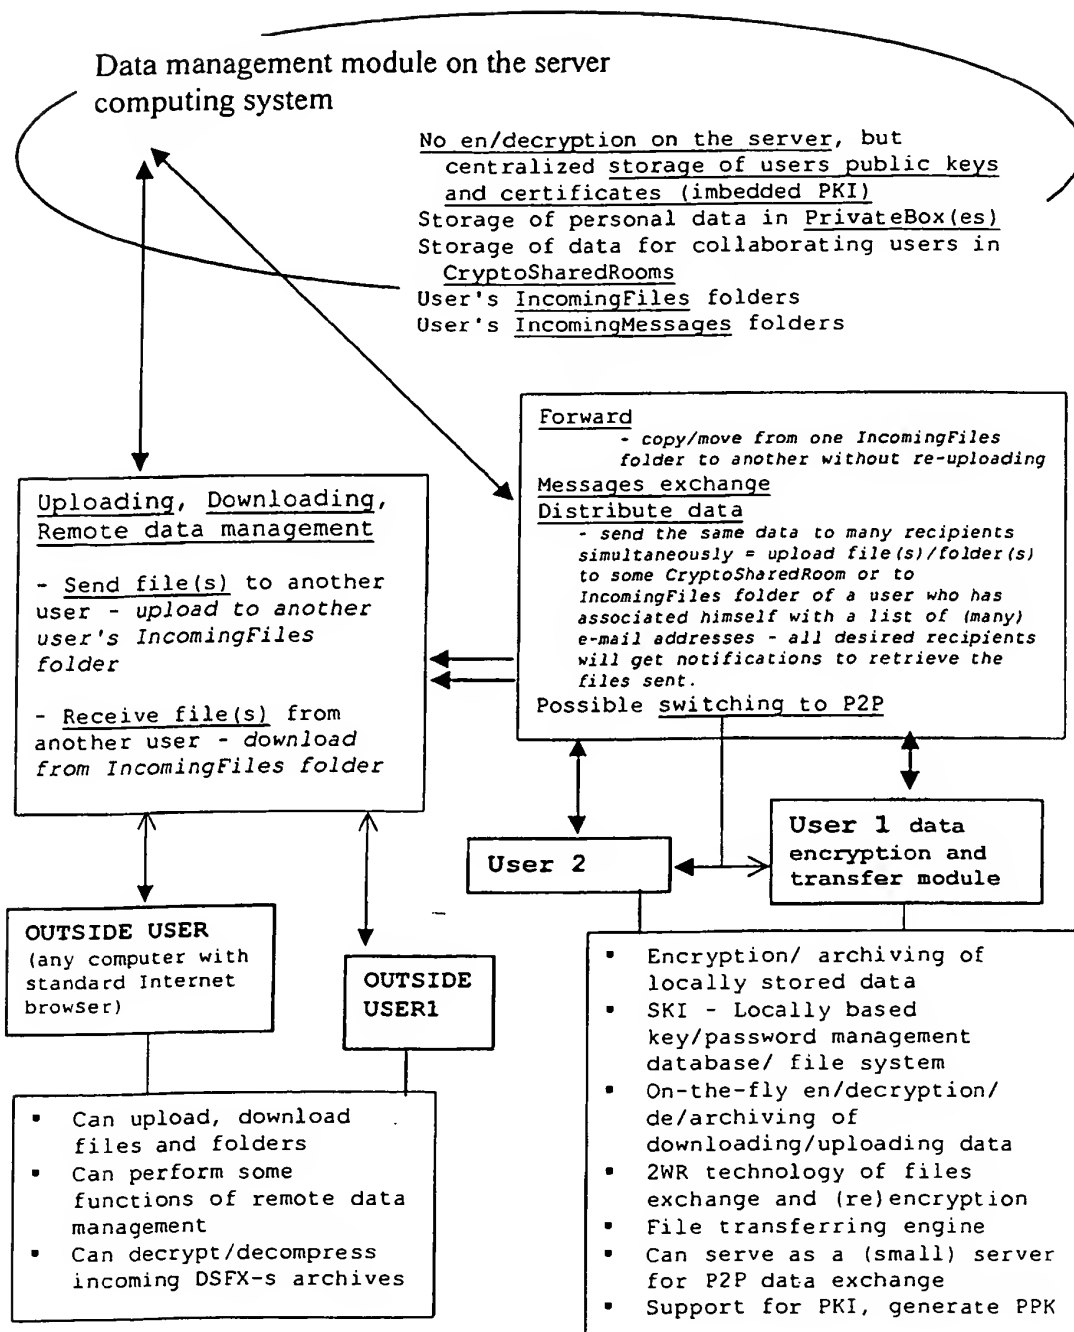 Data management module on the server
computing system
No en/decryption on the server, but
centralized storage of users public keys
and certificates (imbedded PKI)
Storage of personal data in PrivateBox(es)
Storage of data for collaborating users in
CryptoSharedRooms
User's IncomingFiles folders
User's IncomingMessages folders
Forward
- copy/move from one IncomingFiles
folder to another without re-uploading
Messages exchange
Distribute data
- send the same data to many recipients
simultaneously = upload file(s)/folder(s)
to some CryptoSharedRoom or to
IncomingFiles folder of a user who has
associated himself with a list of (many)
e-mail addresses - all desired recipients
will get notifications to retrieve the
files sent.
Possible switching to P2P
Uploading, Downloading,
Remote data management
- Send file(s) to another
user - upload to another
user's IncomingFiles
folder
- Receive file(s) from
another user - download
from IncomingFiles folder
User 2
User 1 data
encryption and
transfer module
OUTSIDE USER
(any computer with
standard Internet
browser)
OUTSIDE
USER1
▪ Can upload, download
files and folders
▪ Can perform some
functions of remote data
management
▪ Can decrypt/decompress
incoming DSFX-s archives
▪ Encryption/ archiving of
locally stored data
▪ SKI - Locally based
key/password management
database/ file system
▪ On-the-fly en/decryption/
de/archiving of
downloading/uploading data
▪ 2WR technology of files
exchange and (re)encryption
▪ File transferring engine
▪ Can serve as a (small) server
for P2P data exchange
▪ Support for PKI, generate PPK